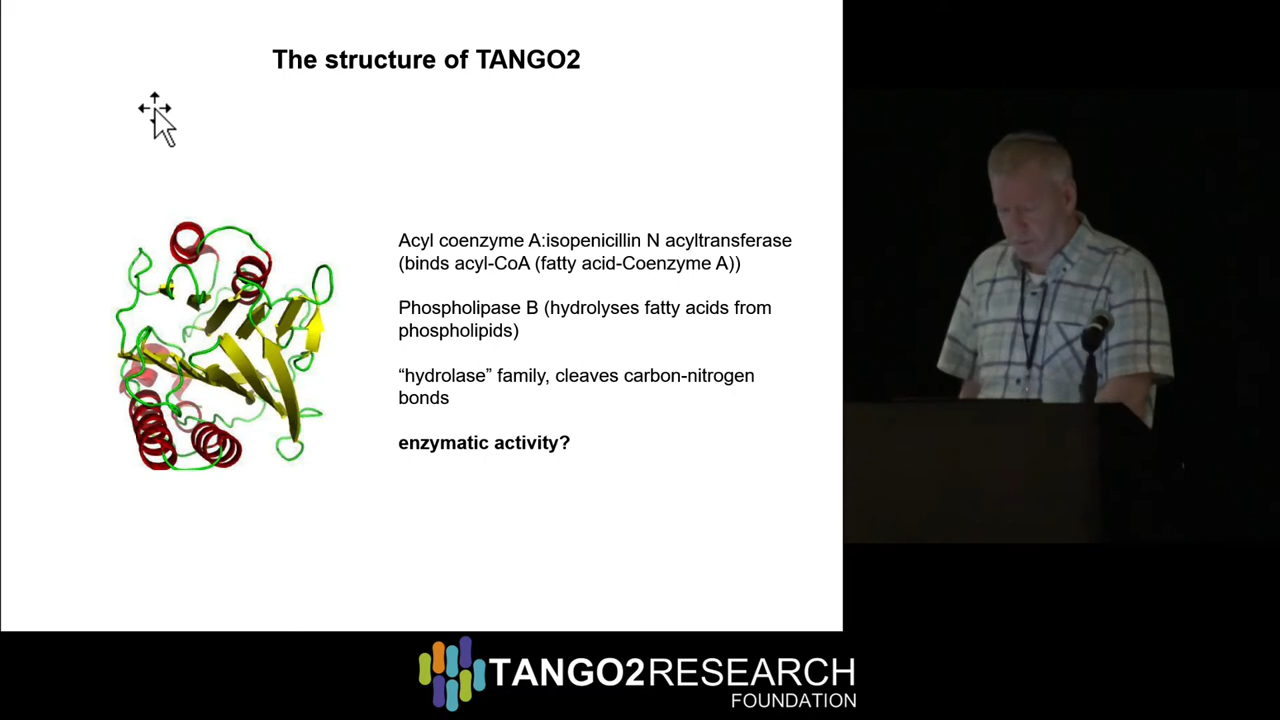 The structure of TANGO2
Acyl coenzyme A:isopenicillin N acyltransferase
(binds acyl-CoA (fatty acid-Coenzyme A))
Phospholipase B (hydrolyses fatty acids from
phospholipids)
“hydrolase” family, cleaves carbon-nitrogen
bonds
enzymatic activity?
TANGO2RESEARCH
FOUNDATION